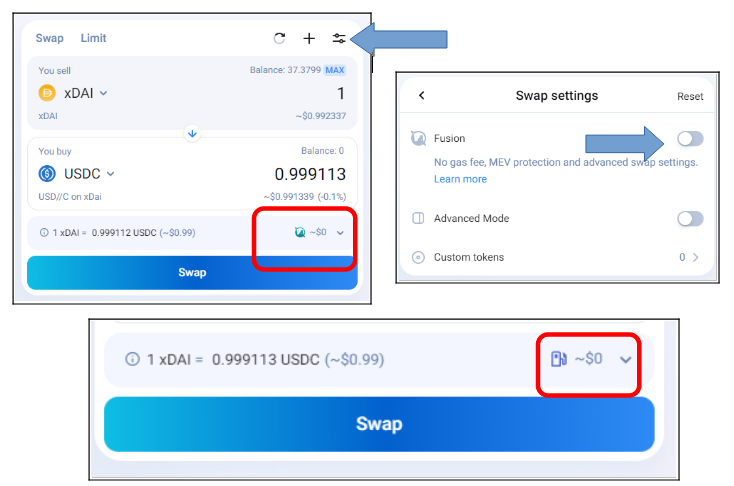 Swap Limit
You sell Balance: 37.3799 MAX
xDAI 1
xDAI ~$0.992337
You buy Balance: 0
USDC 0.999113
USD//C on xDai ~$0.991339 (-0.1%)
1 xDAI = 0.999112 USDC (~$0.99) ~$0
Swap
Swap settings Reset
Fusion
No gas fee, MEV protection and advanced swap settings.
Learn more
Advanced Mode
Custom tokens 0
1 xDAI = 0.999113 USDC (~$0.99) ~$0
Swap